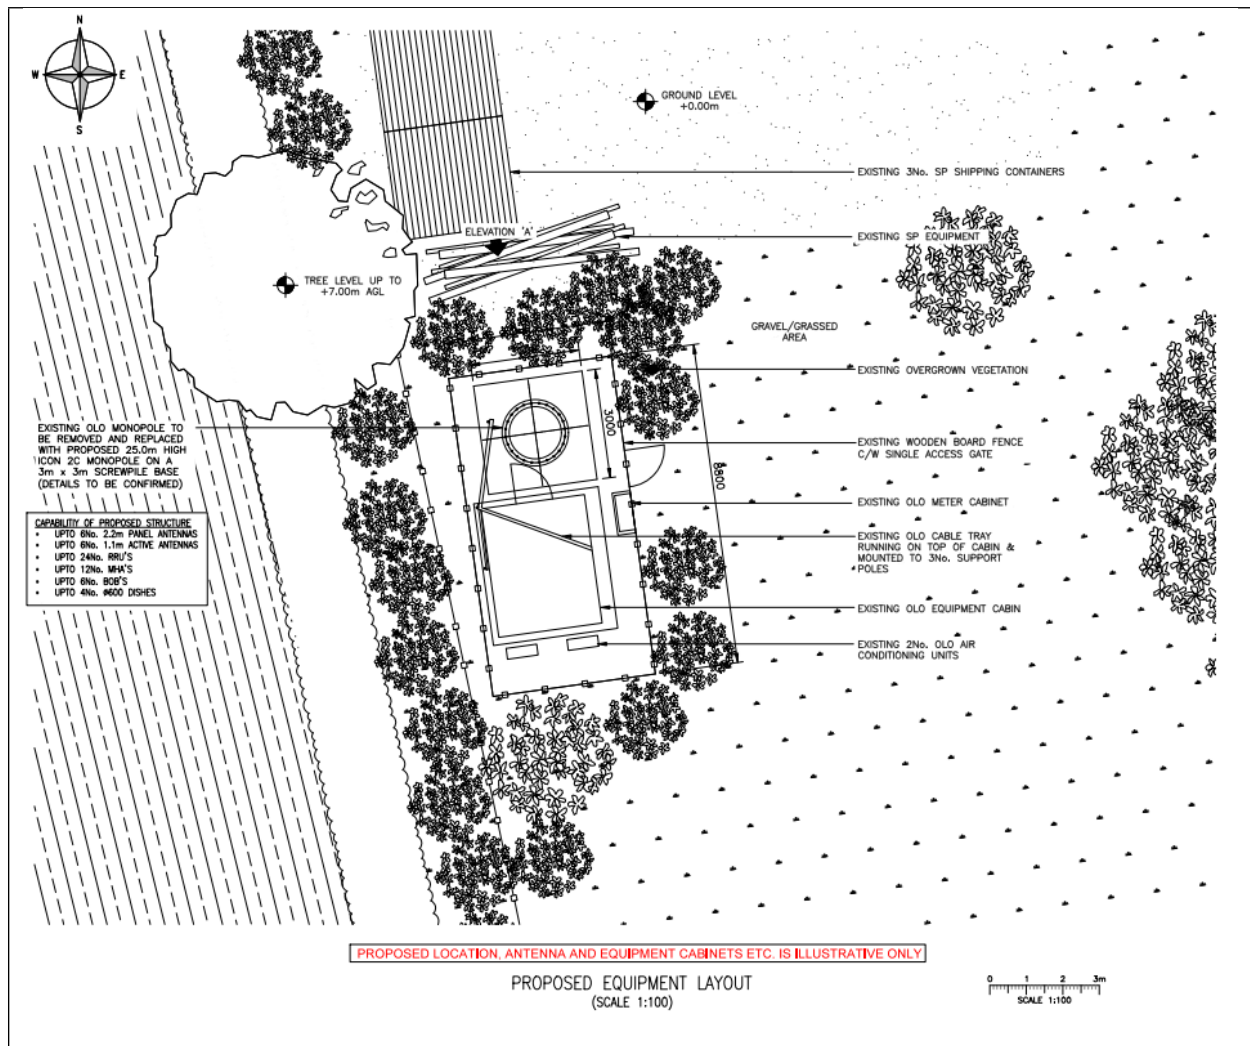 N
W E
S
GROUND LEVEL
+0.00m
EXISTING 3No. SP SHIPPING CONTAINERS
ELEVATION 'A'
EXISTING SP EQUIPMENT
TREE LEVEL UP TO
+7.00m AGL
GRAVEL/GRASSED
AREA
EXISTING OVERGROWN VEGETATION
EXISTING OLO MONOPOLE TO
BE REMOVED AND REPLACED
WITH PROPOSED 25.0m HIGH
ICON 2C MONOPOLE ON A
3m x 3m SCREWPILE BASE
(DETAILS TO BE CONFIRMED)
3000
8800
EXISTING WOODEN BOARD FENCE
C/W SINGLE ACCESS GATE
EXISTING OLO METER CABINET
CAPABILITIY OF PROPOSED STRUCTURE
• UPTO 6No. 2.2m PANEL ANTENNAS
• UPTO 6No. 1.1m ACTIVE ANTENNAS
• UPTO 24No. RRU'S
• UPTO 12No. MHA'S
• UPTO 6No. BOB'S
• UPTO 4No. ø600 DISHES
EXISTING OLO CABLE TRAY
RUNNING ON TOP OF CABIN &
MOUNTED TO 3No. SUPPORT
POLES
EXISTING OLO EQUIPMENT CABIN
EXISTING 2No. OLO AIR
CONDITIONING UNITS
PROPOSED LOCATION, ANTENNA AND EQUIPMENT CABINETS ETC. IS ILLUSTRATIVE ONLY
PROPOSED EQUIPMENT LAYOUT
(SCALE 1:100)
0 1 2 3m
SCALE 1:100